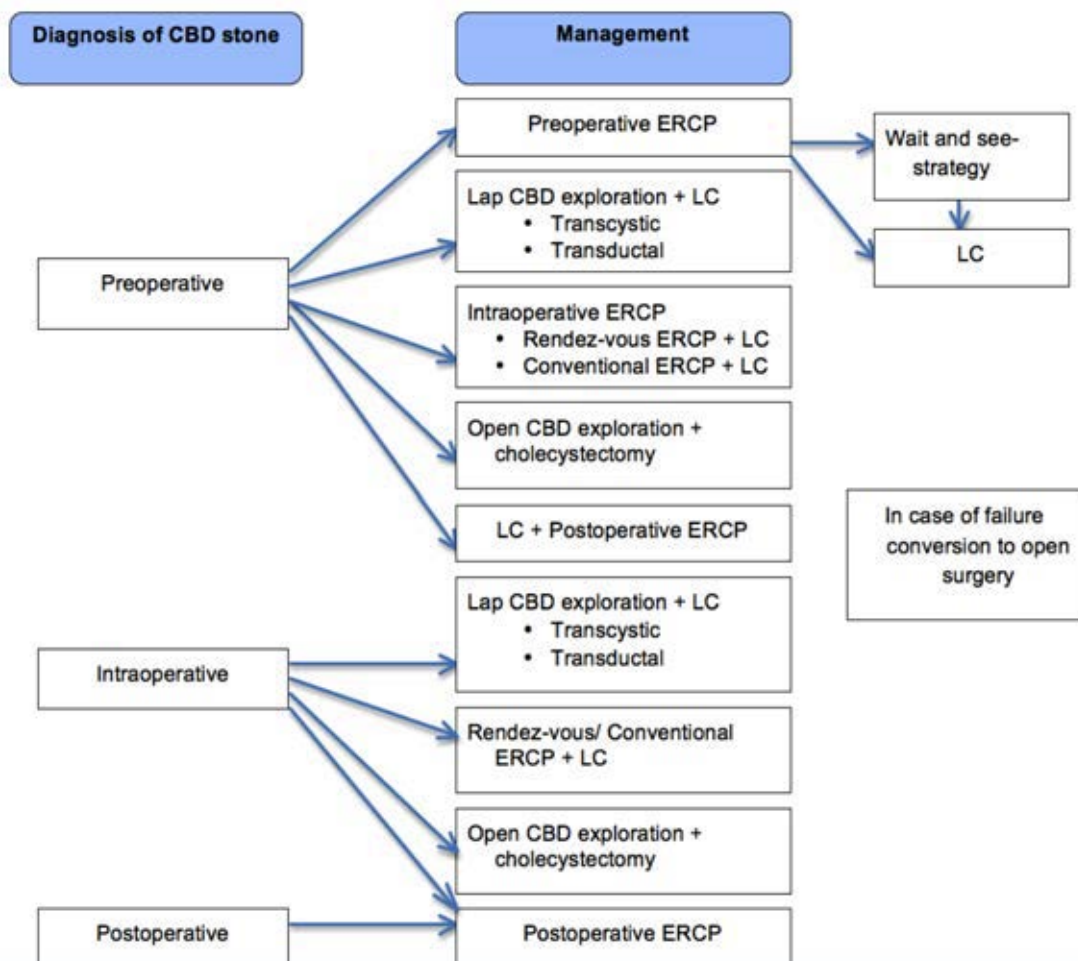 Diagnosis of CBD stone
Management
Preoperative
Preoperative ERCP
Wait and see-
strategy
LC
Lap CBD exploration + LC
• Transcystic
• Transductal
Intraoperative ERCP
• Rendez-vous ERCP + LC
• Conventional ERCP + LC
Open CBD exploration +
cholecystectomy
LC + Postoperative ERCP
In case of failure
conversion to open
surgery
Intraoperative
Lap CBD exploration + LC
• Transcystic
• Transductal
Rendez-vous/ Conventional
ERCP + LC
Open CBD exploration +
cholecystectomy
Postoperative
Postoperative ERCP